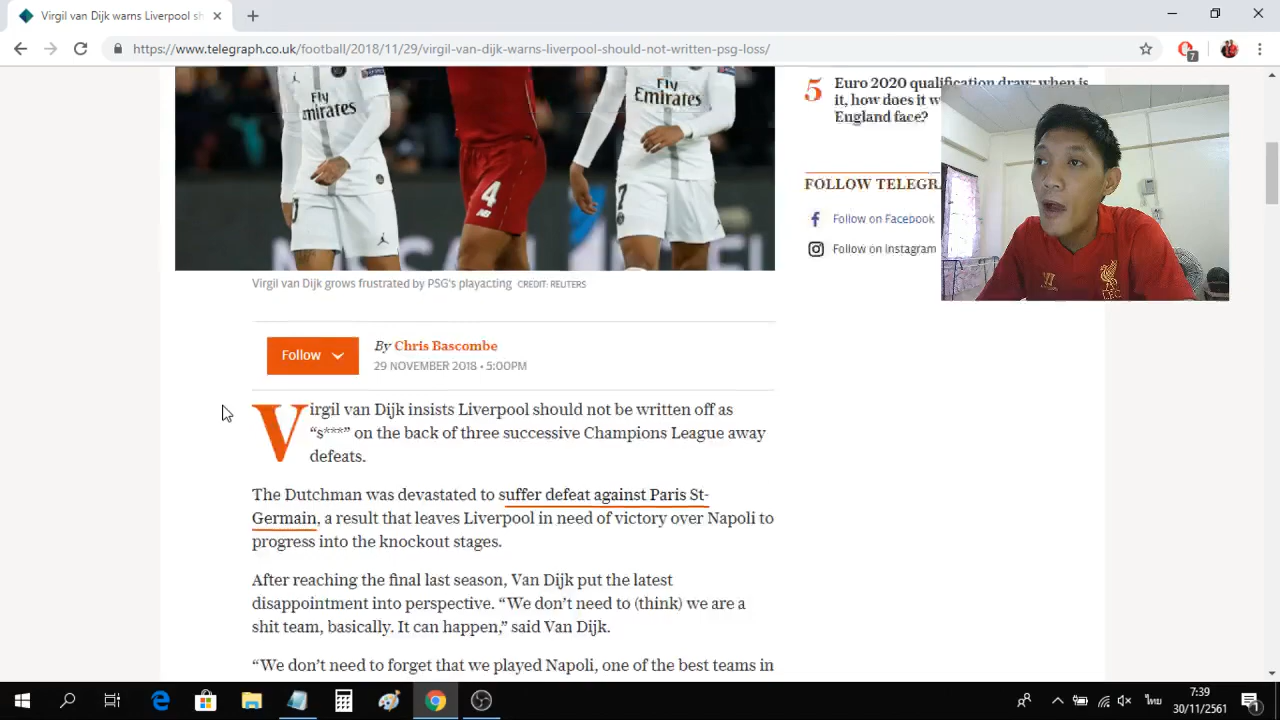 Virgil van Dijk warns Liverpool sh
https://www.telegraph.co.uk/football/2018/11/29/virgil-van-dijk-warns-liverpool-should-not-written-psg-loss/
7
Fly
Emirates
Fly
Emirates
4
7
5 Euro 2020 qualification draw: when is
it, how does it w
England face?
FOLLOW TELEGR
Follow on Facebook
Follow on Instagram
Virgil van Dijk grows frustrated by PSG's playacting CREDIT: REUTERS
Follow
By Chris Bascombe
29 NOVEMBER 2018 • 5:00PM
Virgil van Dijk insists Liverpool should not be written off as
“s***” on the back of three successive Champions League away
defeats.
The Dutchman was devastated to suffer defeat against Paris St-
Germain, a result that leaves Liverpool in need of victory over Napoli to
progress into the knockout stages.
After reaching the final last season, Van Dijk put the latest
disappointment into perspective. “We don’t need to (think) we are a
shit team, basically. It can happen,” said Van Dijk.
“We don’t need to forget that we played Napoli, one of the best teams in
ไทย
7:39
30/11/2561
1